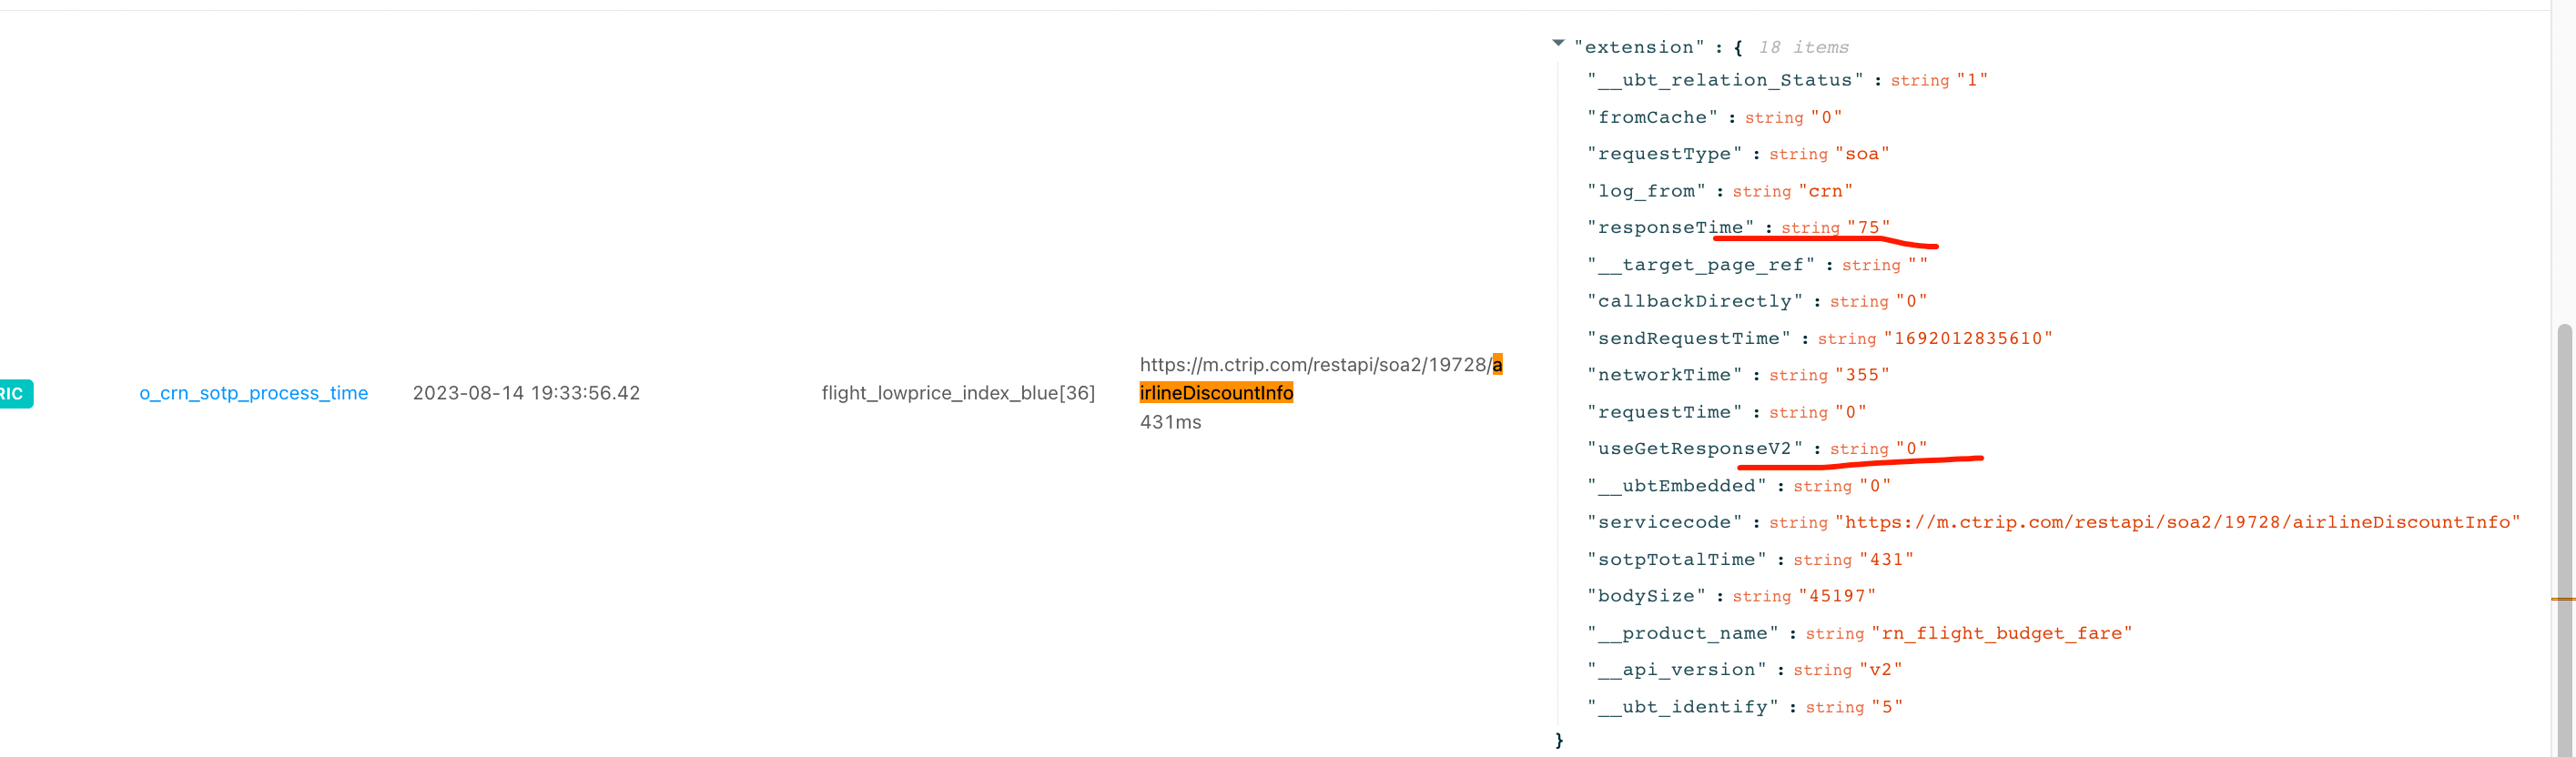 "extension" : { 18 items
"__ubt_relation_Status" : string "1"
"fromCache" : string "0"
"requestType" : string "soa"
"log_from" : string "crn"
"responseTime" : string "75"
"__target_page_ref" : string ""
"callbackDirectly" : string "0"
"sendRequestTime" : string "1692012835610"
"networkTime" : string "355"
"requestTime" : string "0"
"useGetResponseV2" : string "0"
"__ubtEmbedded" : string "0"
"servicecode" : string "https://m.ctrip.com/restapi/soa2/19728/airlineDiscountInfo"
"sotpTotalTime" : string "431"
"bodySize" : string "45197"
"__product_name" : string "rn_flight_budget_fare"
"__api_version" : string "v2"
"__ubt_identify" : string "5"
}
RIC
o_crn_sotp_process_time
2023-08-14 19:33:56.42
flight_lowprice_index_blue[36]
https://m.ctrip.com/restapi/soa2/19728/a
irlineDiscountInfo
431ms